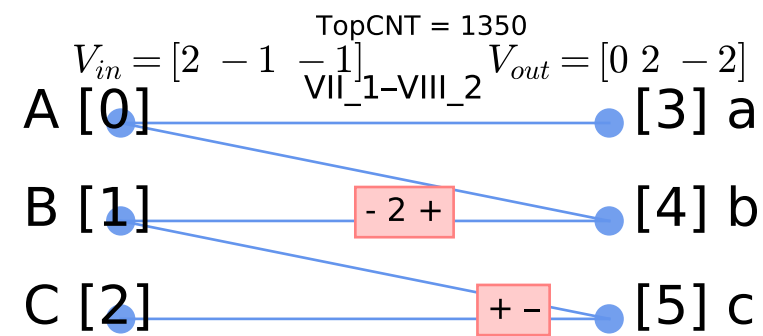 TopCNT = 1350
V_in = [2 −1 −1] V_out = [0 2 −2]
VII_1–VIII_2
A [0] [3] a
B [1] - 2 + [4] b
C [2] + – [5] c